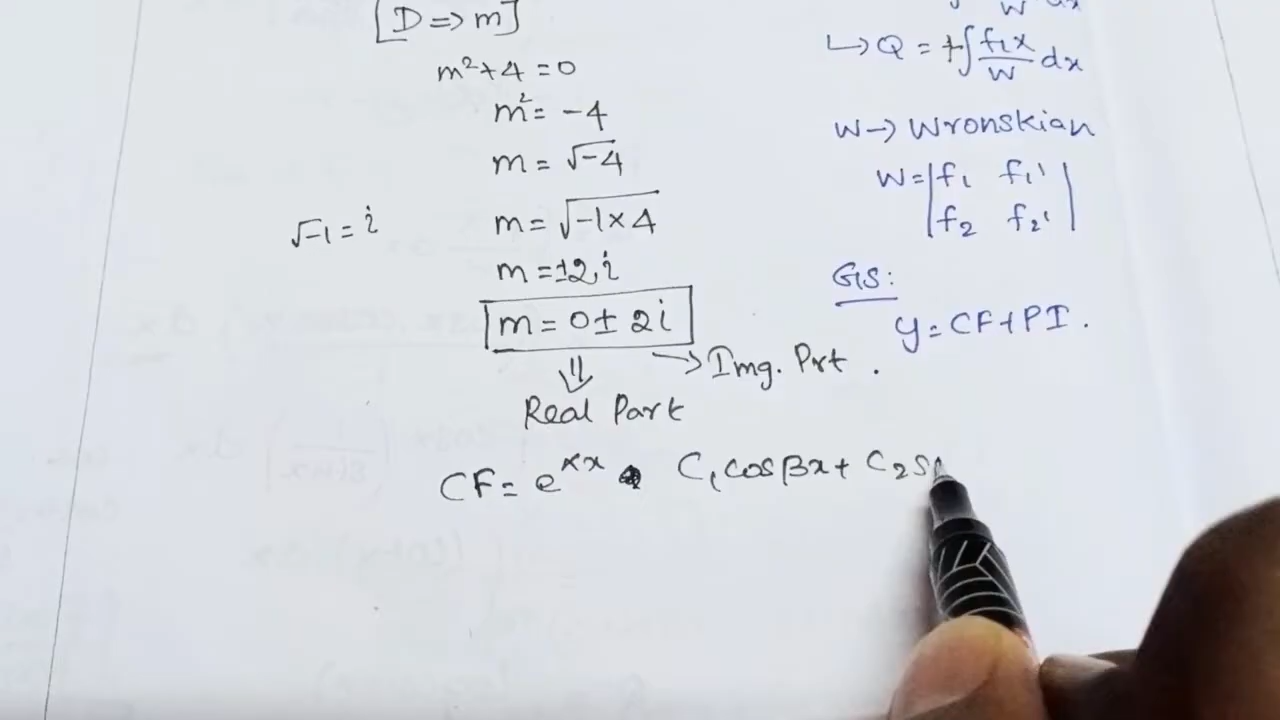 [D => m]
m²+4 = 0
m² = -4
m = √-4
√-1 = i
m = √-1×4
m = ±2i
m = 0 ± 2i
Img. Prt.
Real Part
CF = e^αx C₁cosβx + C₂s
W dx
↳ Q = +∫ f₁x/W dx
W → Wronskian
W = |f₁ f₁'|
|f₂ f₂'|
GS:
y = CF + PI.